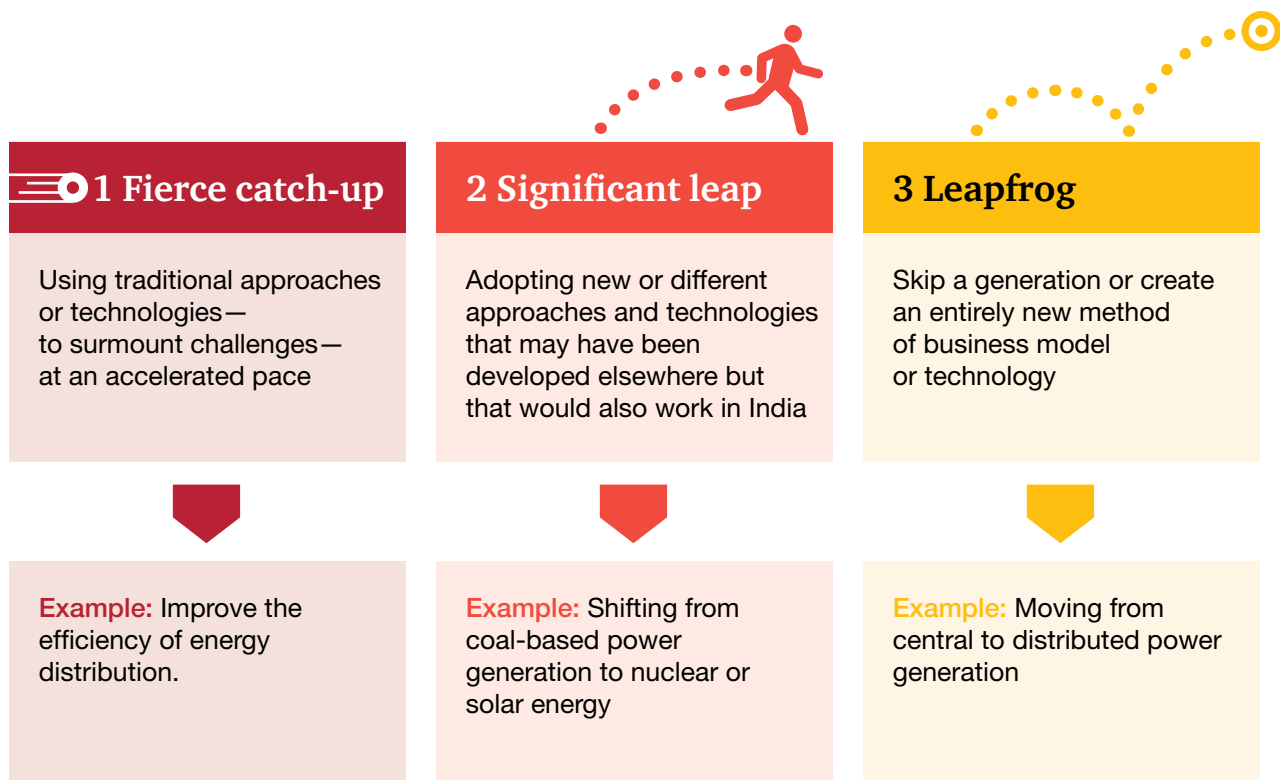 1 Fierce catch-up
Using traditional approaches
or technologies—
to surmount challenges—
at an accelerated pace
Example: Improve the
efficiency of energy
distribution.
2 Significant leap
Adopting new or different
approaches and technologies
that may have been
developed elsewhere but
that would also work in India
Example: Shifting from
coal-based power
generation to nuclear or
solar energy
3 Leapfrog
Skip a generation or create
an entirely new method
of business model
or technology
Example: Moving from
central to distributed power
generation